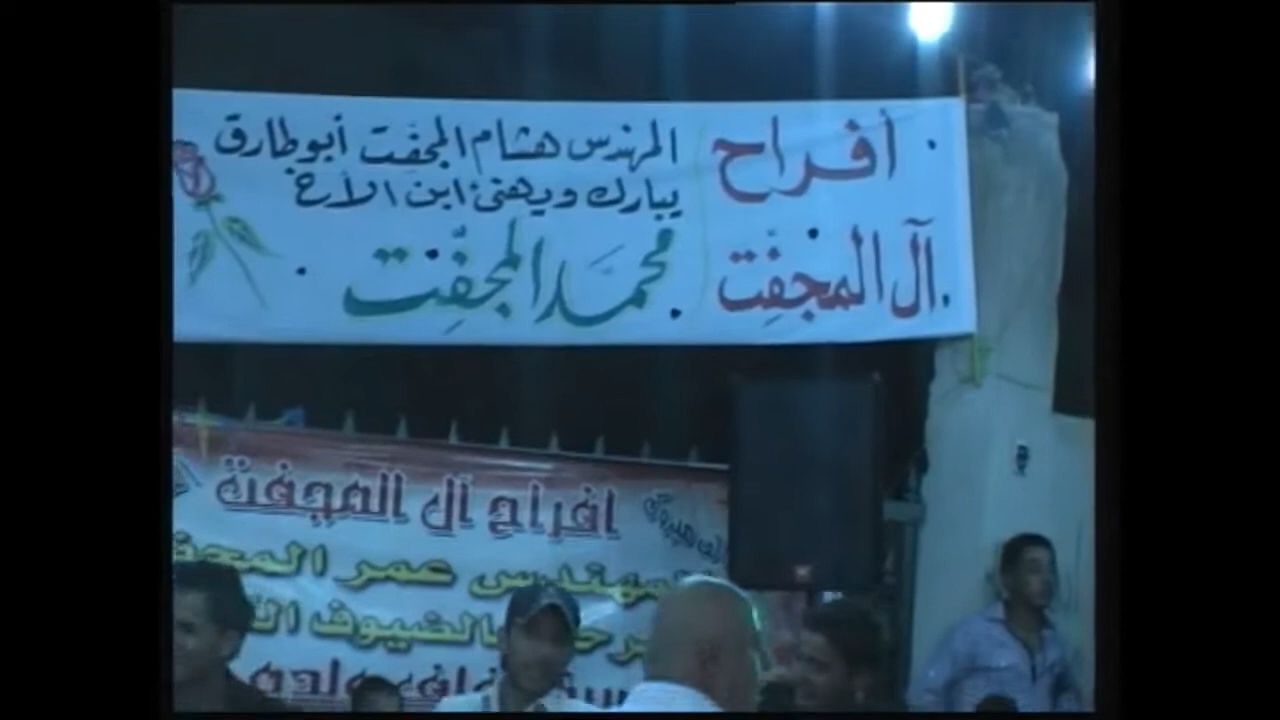 أفراح
آل المجفت
المهندس هشام المجفت أبو طارق
يبارك ويهنئ ابن الأخ
محمد المجفت
افراح آل المجفت
المهندس عمر
بالضيوف